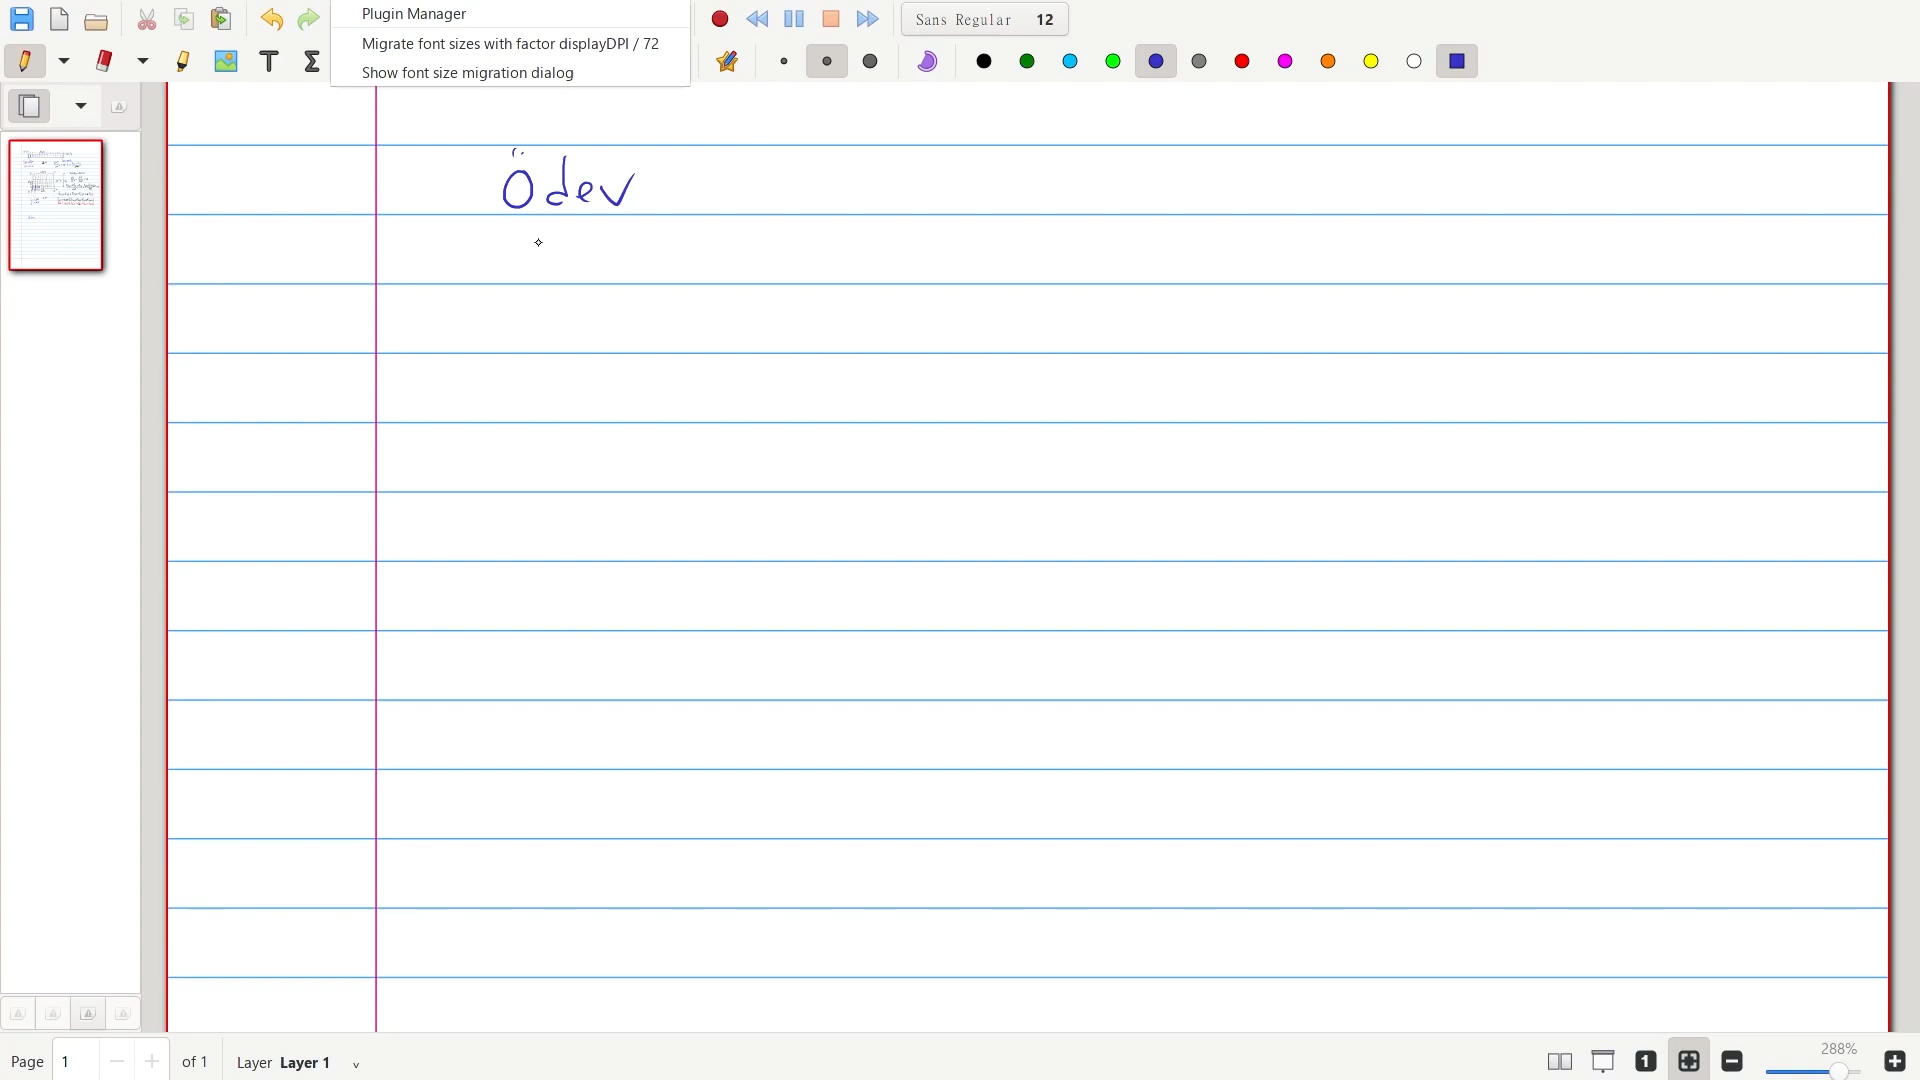 Plugin Manager
Sans Regular 12
Migrate font sizes with factor displayDPI / 72
Show font size migration dialog
Ödev
288%
Page 1 of 1 Layer Layer 1